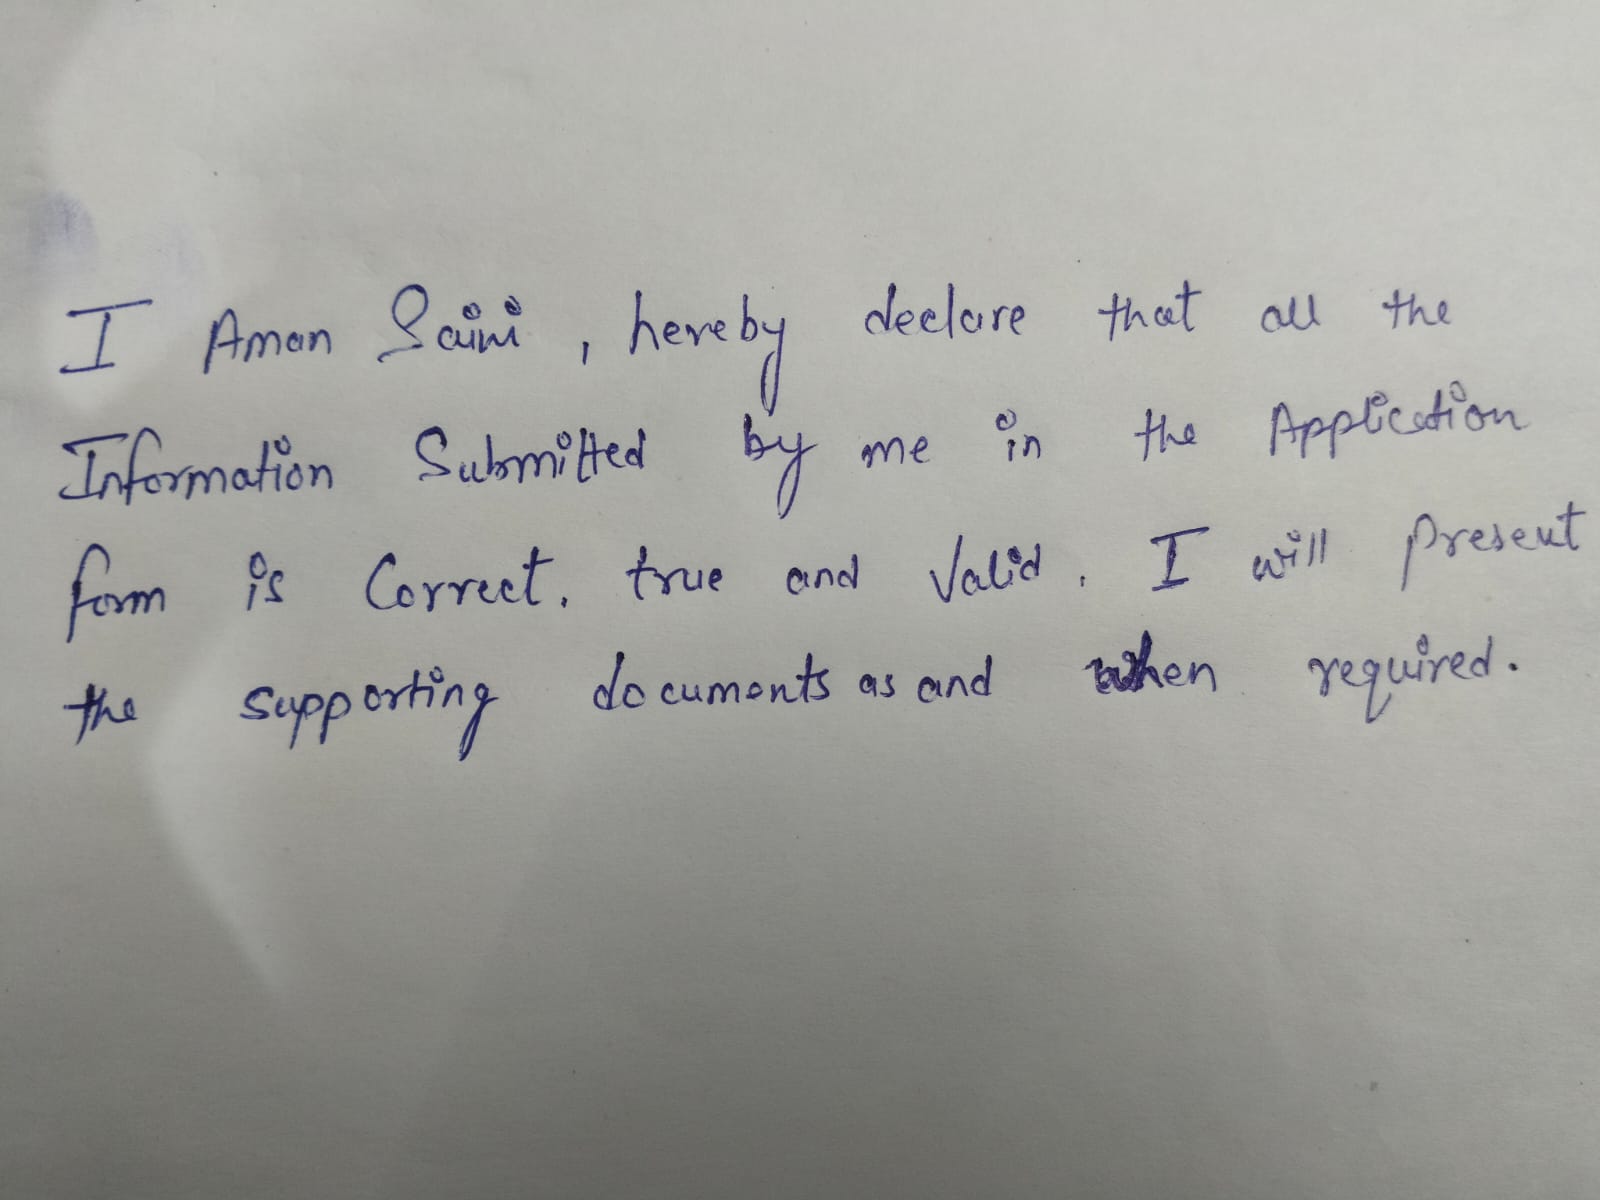 I Aman Saini, hereby declare that all the
Information Submitted by me in the Application
form is Correct. true and Valid. I will present
the supporting documents as and when required.